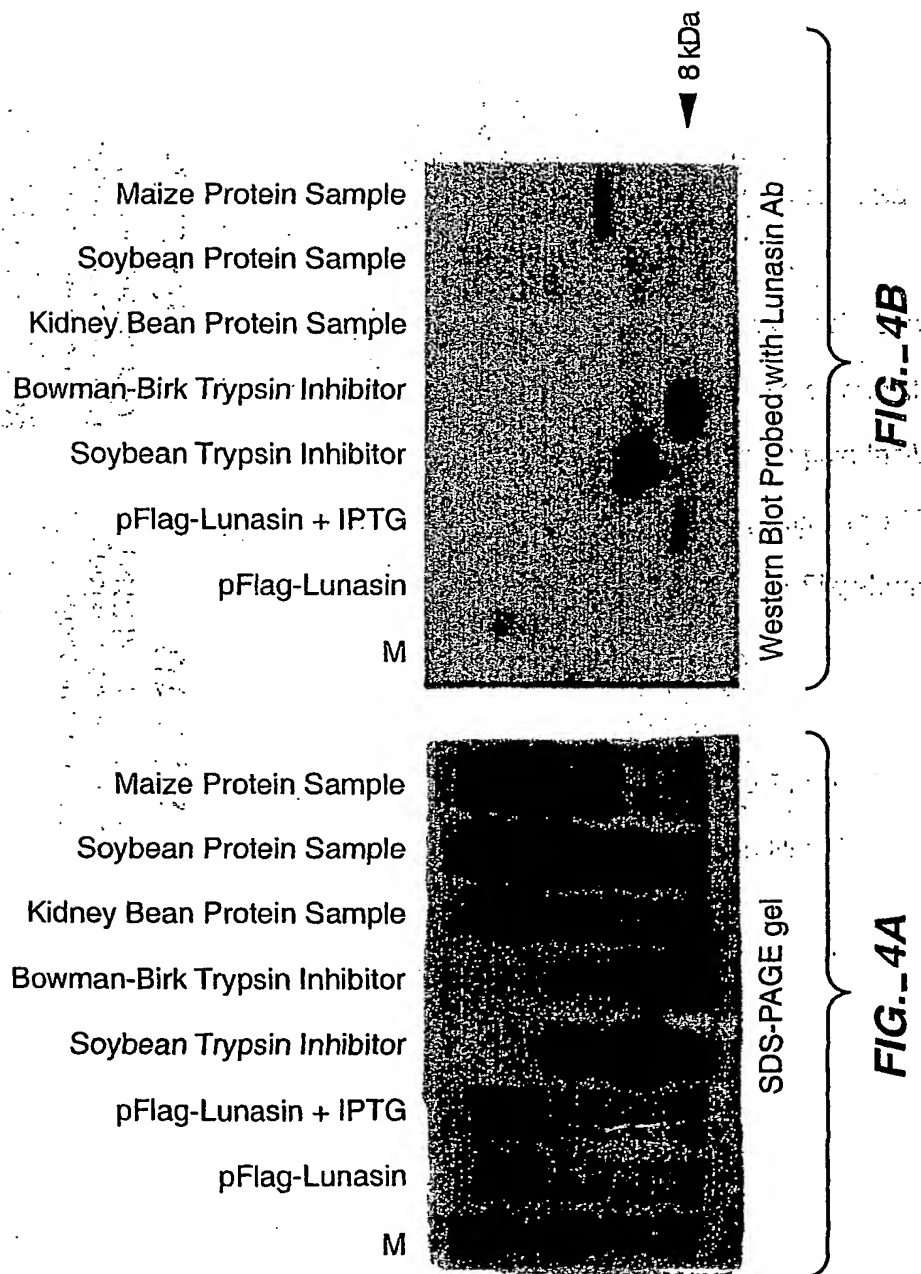 Maize Protein Sample
Soybean Protein Sample
Kidney Bean Protein Sample
Bowman-Birk Trypsin Inhibitor
Soybean Trypsin Inhibitor
pFlag-Lunasin + IPTG
pFlag-Lunasin
M
8 kDa
Western Blot Probed with Lunasin Ab
FIG._4B
Maize Protein Sample
Soybean Protein Sample
Kidney Bean Protein Sample
Bowman-Birk Trypsin Inhibitor
Soybean Trypsin Inhibitor
pFlag-Lunasin + IPTG
pFlag-Lunasin
M
SDS-PAGE gel
FIG._4A